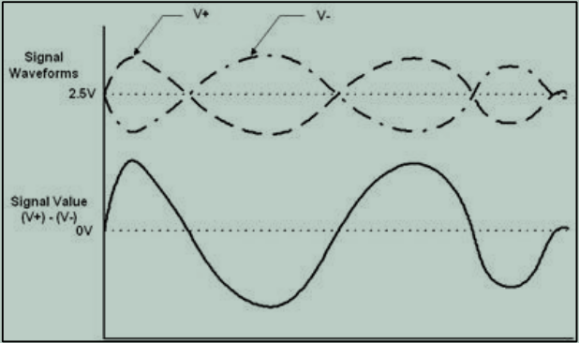 V+
V-
Signal
Waveforms
2.5V
Signal Value
(V+) - (V-)
0V